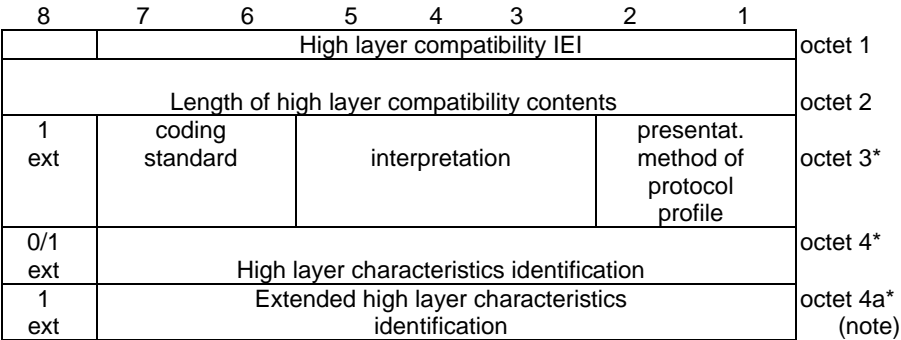 8 7 6 5 4 3 2 1
High layer compatibility IEI octet 1
Length of high layer compatibility contents octet 2
1 coding presentat.
ext standard interpretation method of octet 3*
protocol
profile
0/1 octet 4*
ext High layer characteristics identification
1 Extended high layer characteristics octet 4a*
ext identification (note)